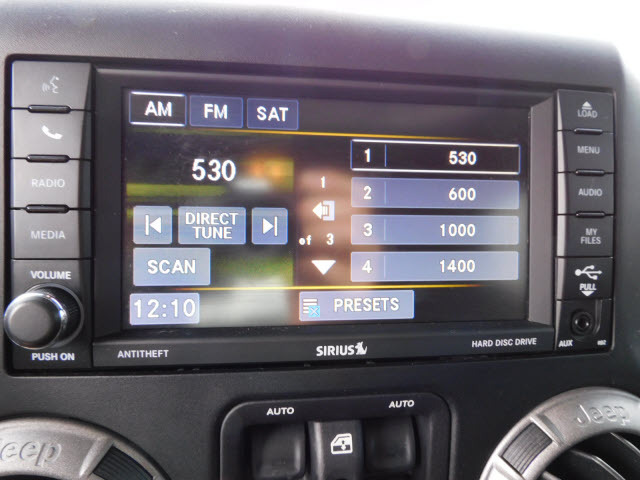 AM FM SAT
530
DIRECT
TUNE
SCAN
12:10
1
of 3
1 530
2 600
3 1000
4 1400
PRESETS
RADIO
MEDIA
VOLUME
PUSH ON
LOAD
MENU
AUDIO
MY
FILES
PULL
AUX
ANTITHEFT
SIRIUS
HARD DISC DRIVE
AUTO
AUTO
Jeep
Jeep